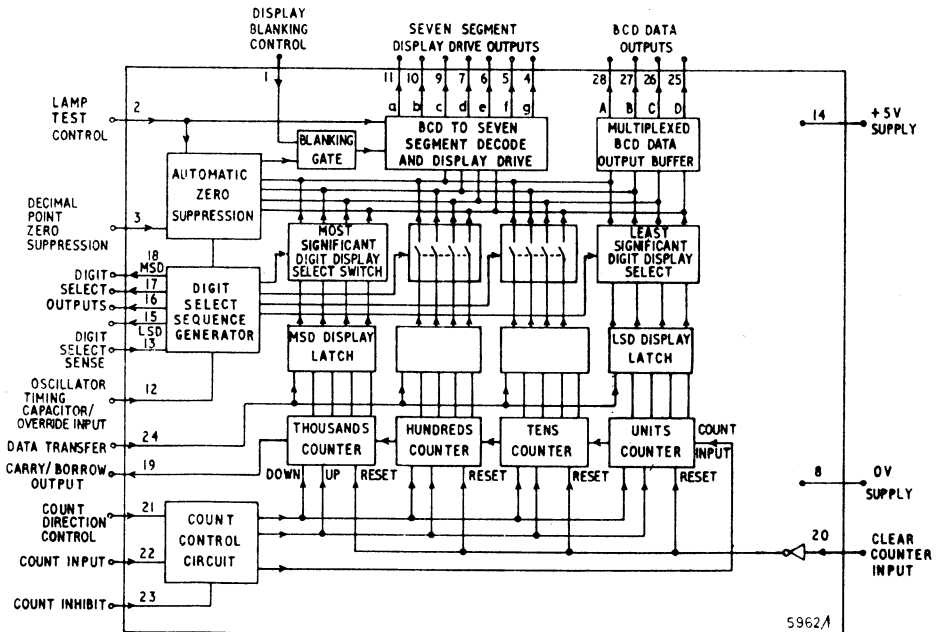 DISPLAY
BLANKING
CONTROL
SEVEN SEGMENT
DISPLAY DRIVE OUTPUTS
BCD DATA
OUTPUTS
1
11 10 9 7 6 5 4
28 27 26 25
a b c d e f g
A B C D
LAMP
TEST
CONTROL
2
BLANKING
GATE
BCD TO SEVEN
SEGMENT DECODE
AND DISPLAY DRIVE
MULTIPLEXED
BCD DATA
OUTPUT BUFFER
14
+5V
SUPPLY
AUTOMATIC
ZERO
SUPPRESSION
DECIMAL
POINT
ZERO
SUPPRESSION
3
MOST
SIGNIFICANT
DIGIT DISPLAY
SELECT SWITCH
LEAST
SIGNIFICANT
DIGIT DISPLAY
SELECT
DIGIT
SELECT
OUTPUTS
18
MSD
17
16
15
LSD
13
DIGIT
SELECT
SENSE
DIGIT
SELECT
SEQUENCE
GENERATOR
MSD DISPLAY
LATCH
LSD DISPLAY
LATCH
OSCILLATOR
TIMING
CAPACITOR/
OVERRIDE INPUT
12
DATA TRANSFER
24
CARRY/BORROW
OUTPUT
19
THOUSANDS
COUNTER
HUNDREDS
COUNTER
TENS
COUNTER
UNITS
COUNTER
COUNT
INPUT
DOWN UP RESET RESET RESET RESET
8
0V
SUPPLY
COUNT
DIRECTION
CONTROL
21
COUNT INPUT
22
COUNT INHIBIT
23
COUNT
CONTROL
CIRCUIT
20
CLEAR
COUNTER
INPUT
5962/1